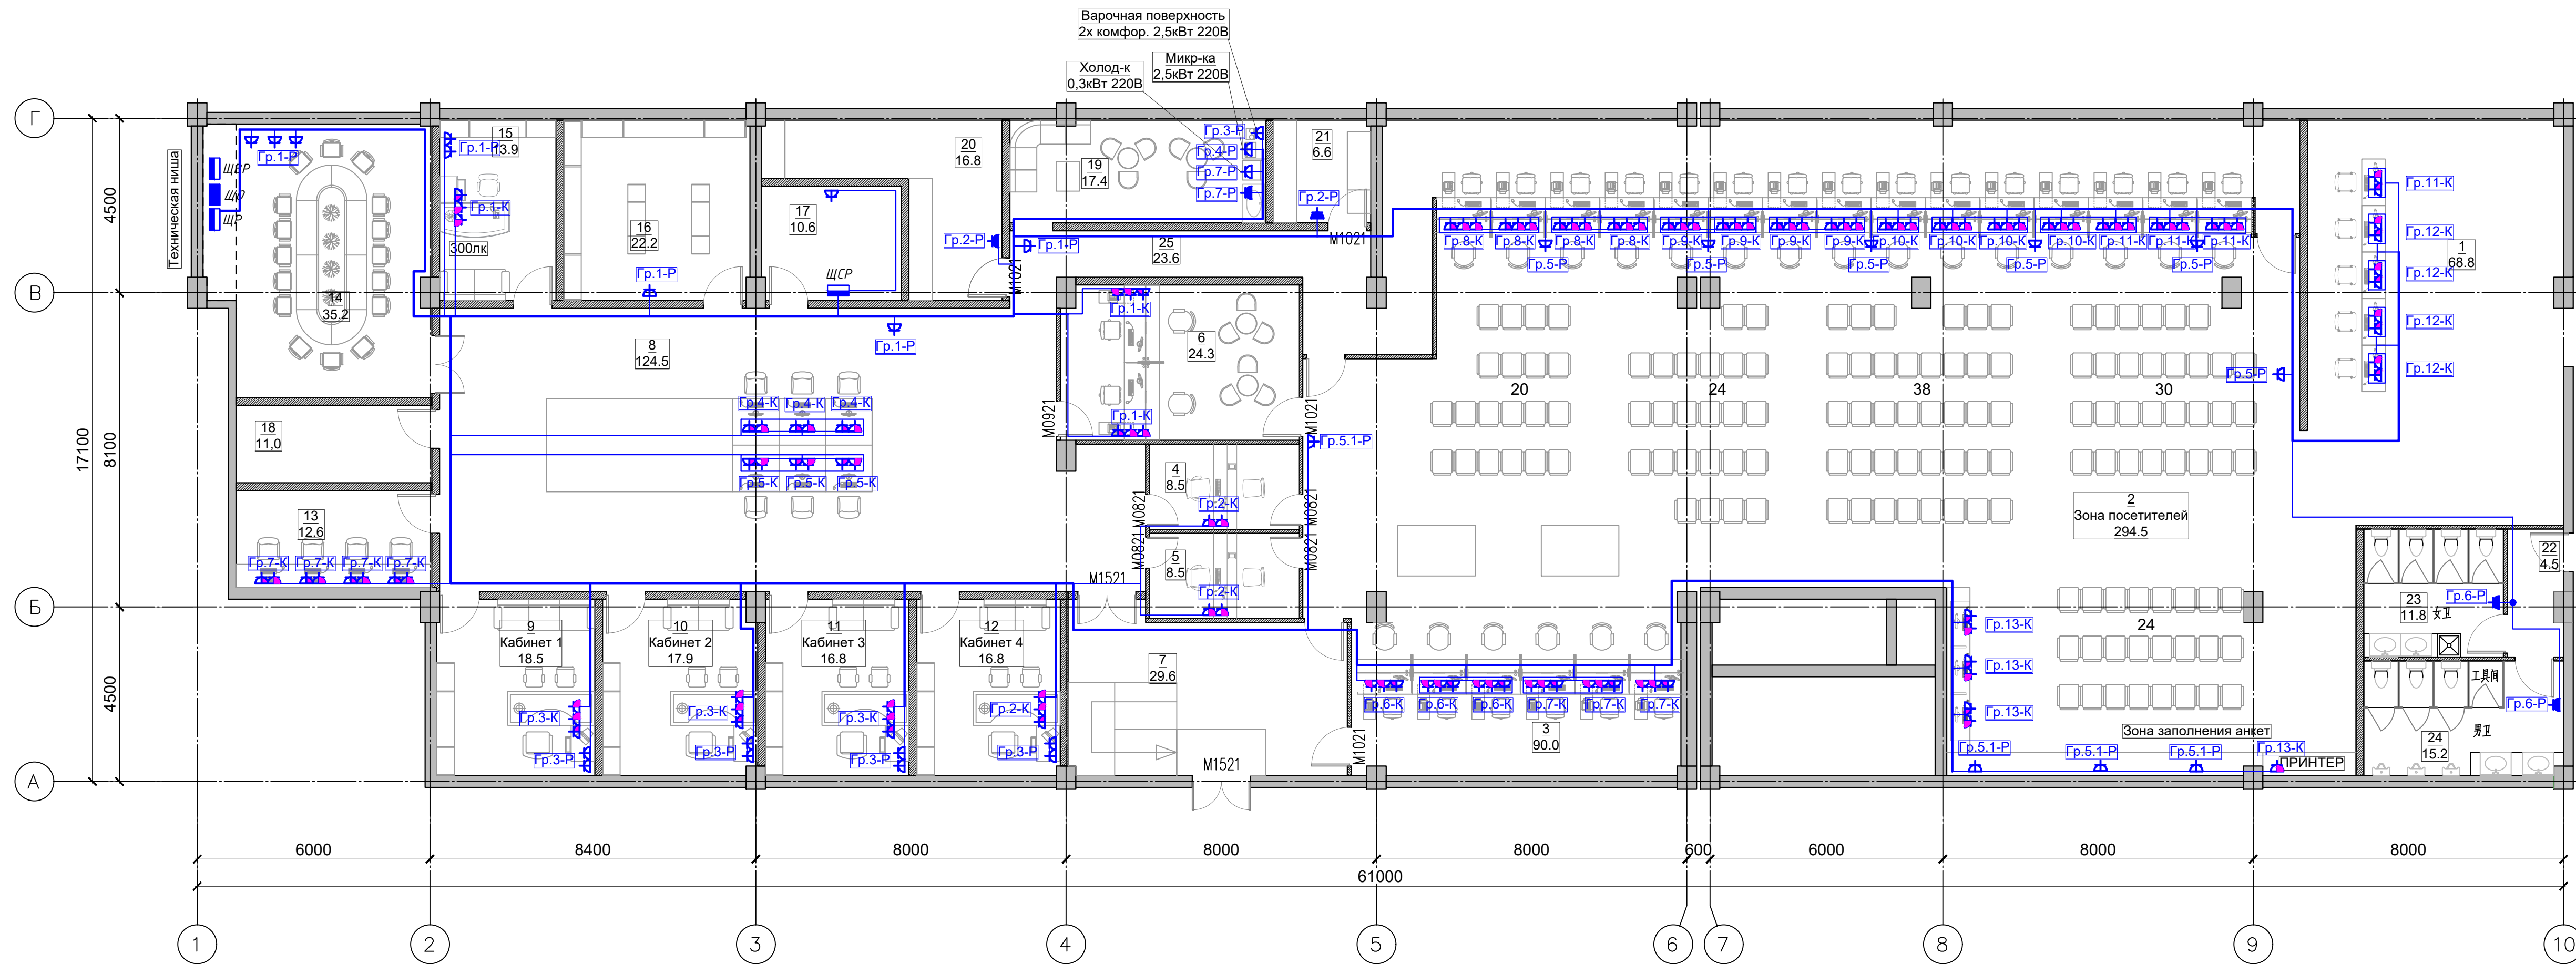 Варочная поверхность
2х комфор. 2,5кВт 220В
Холод-к
0,3кВт 220В
Микр-ка
2,5кВт 220В
Г
В
Б
А
4500
8100
4500
17100
Техническая ниша
ЩВР
ЩО
ЩР
Гр.1-Р
14
35.2
15
13.9
Гр.1-Р
Гр.1-К
300лк
16
22.2
Гр.1-Р
17
10.6
ЩСР
20
16.8
Гр.2-Р
М1021
Гр.1-Р
Гр.1-Р
19
17.4
Гр.3-Р
Гр.4-Р
Гр.7-Р
Гр.7-Р
21
6.6
Гр.2-Р
М1021
25
23.6
Гр.8-К
Гр.8-К
Гр.8-К
Гр.8-К
Гр.9-К
Гр.9-К
Гр.9-К
Гр.9-К
Гр.10-К
Гр.10-К
Гр.10-К
Гр.10-К
Гр.11-К
Гр.11-К
Гр.11-К
Гр.5-Р
Гр.5-Р
Гр.5-Р
Гр.5-Р
Гр.5-Р
Гр.11-К
Гр.12-К
Гр.12-К
Гр.12-К
Гр.12-К
1
68.8
Гр.5-Р
8
124.5
Гр.4-К
Гр.4-К
Гр.4-К
Гр.5-К
Гр.5-К
Гр.5-К
Гр.1-К
6
24.3
Гр.1-К
М0921
М1021
Гр.5.1-Р
20
24
38
30
18
11,0
13
12.6
Гр.7-К
Гр.7-К
Гр.7-К
Гр.7-К
4
8.5
Гр.2-К
М0821
М0821
5
8.5
Гр.2-К
М0821
М0821
М1521
2
Зона посетителей
294.5
22
4.5
Гр.6-Р
23
11.8
女卫
24
工具间
Гр.6-Р
男卫
24
15.2
9
Кабинет 1
18.5
10
Кабинет 2
17.9
11
Кабинет 3
16.8
12
Кабинет 4
16.8
Гр.3-К
Гр.3-К
Гр.3-К
Гр.2-К
Гр.3-Р
Гр.3-Р
Гр.3-Р
Гр.3-Р
7
29.6
М1521
М1021
Гр.6-К
Гр.6-К
Гр.6-К
Гр.7-К
Гр.7-К
Гр.7-К
3
90.0
Гр.13-К
Гр.13-К
Гр.13-К
Зона заполнения анкет
Гр.5.1-Р
Гр.5.1-Р
Гр.5.1-Р
Гр.13-К
ПРИНТЕР
6000
8400
8000
8000
8000
600
6000
8000
8000
61000
1
2
3
4
5
6
7
8
9
10